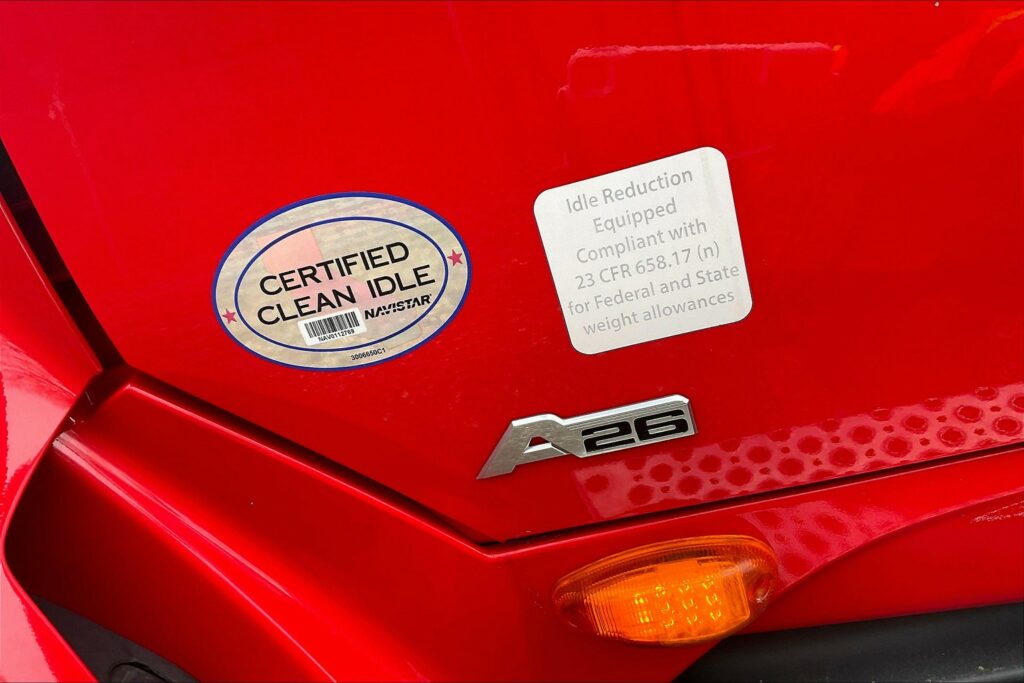 CERTIFIED
CLEAN IDLE
NAVISTAR
NAV0112769
3006850C1
Idle Reduction
Equipped
Compliant with
23 CFR 658.17 (n)
for Federal and State
weight allowances
A26